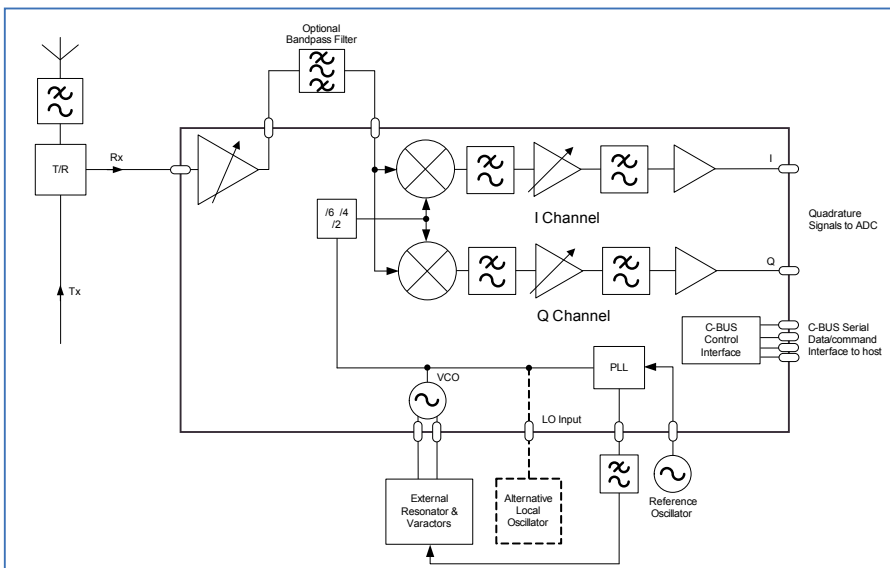 Optional
Bandpass Filter
T/R
Rx
Tx
/6 /4
/2
I Channel
Q Channel
I
Q
Quadrature
Signals to ADC
C-BUS
Control
Interface
C-BUS Serial
Data/command
Interface to host
VCO
PLL
LO Input
External
Resonator &
Varactors
Alternative
Local
Oscillator
Reference
Oscillator